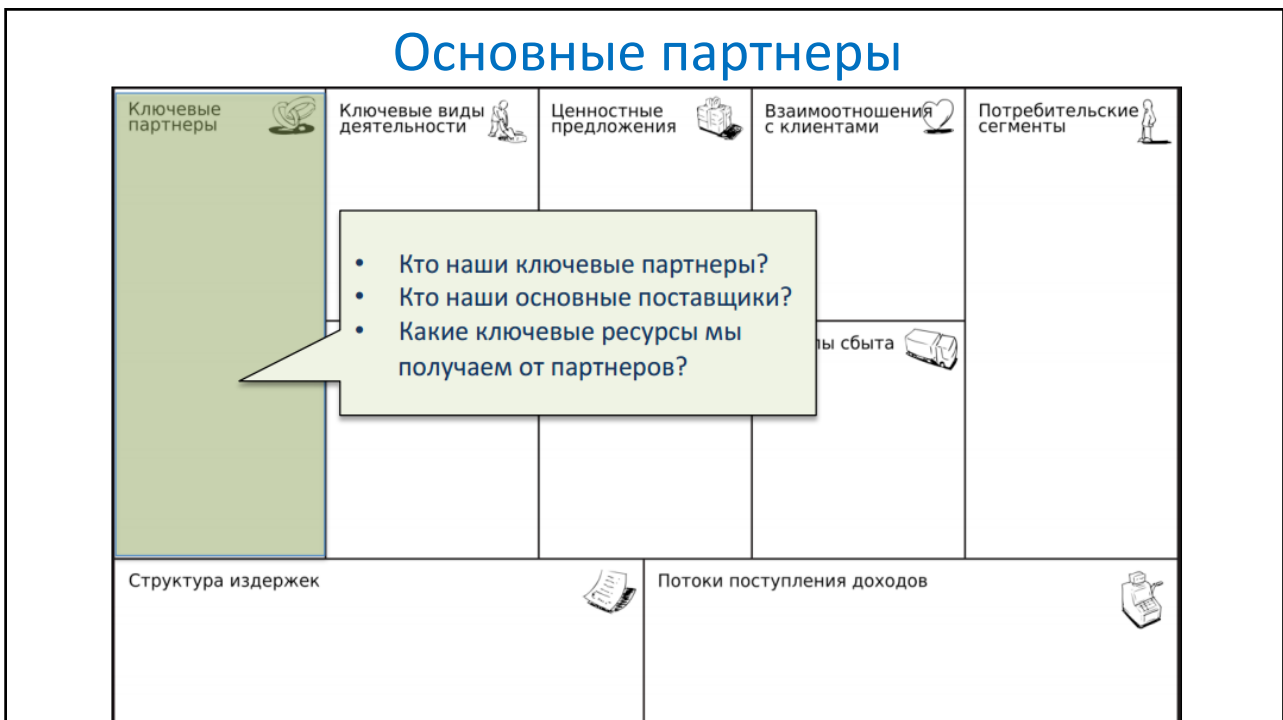 Основные партнеры
Ключевые
партнеры
Ключевые виды
деятельности
Ценностные
предложения
Взаимоотношения
с клиентами
Потребительские
сегменты
• Кто наши ключевые партнеры?
• Кто наши основные поставщики?
• Какие ключевые ресурсы мы
получаем от партнеров?
сбыта
Структура издержек
Потоки поступления доходов